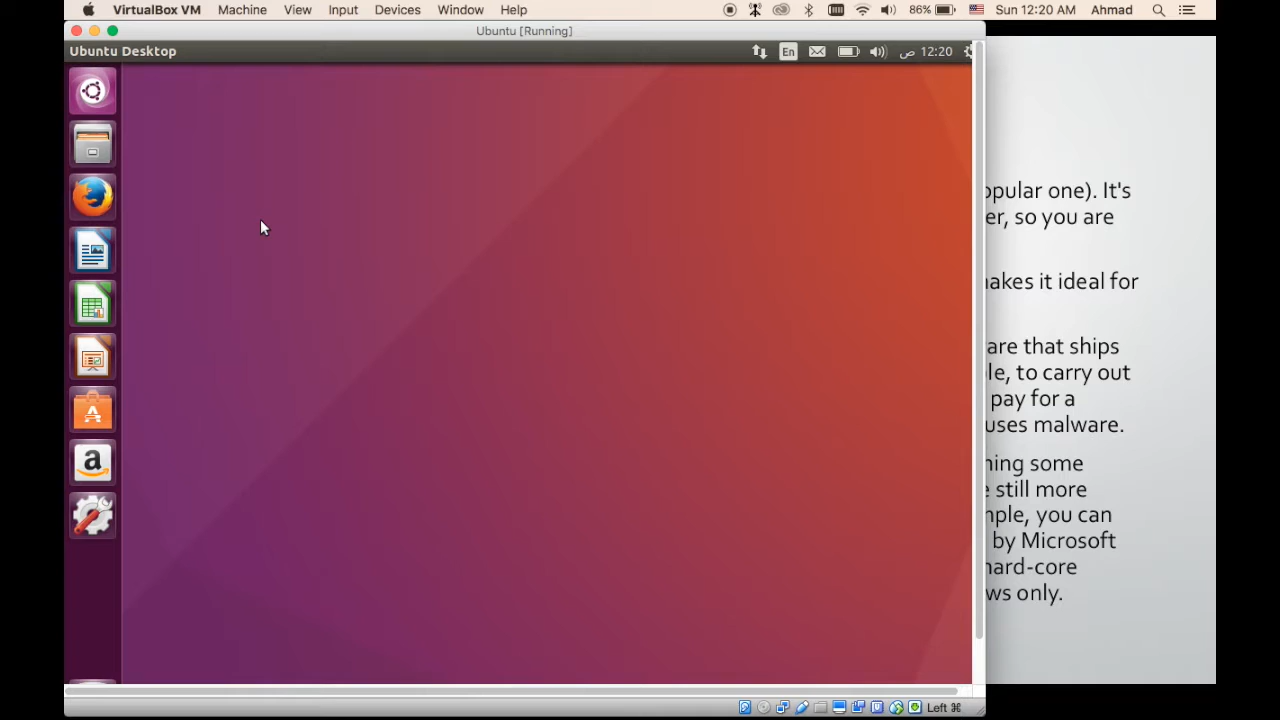 VirtualBox VM Machine View Input Devices Window Help 86% Sun 12:20 AM Ahmad
Ubuntu [Running]
Ubuntu Desktop En 12:20 ص
opular one). It's
er, so you are
akes it ideal for
are that ships
le, to carry out
pay for a
uses malware.
ning some
e still more
mple, you can
by Microsoft
hard-core
ws only.
a
Left ⌘